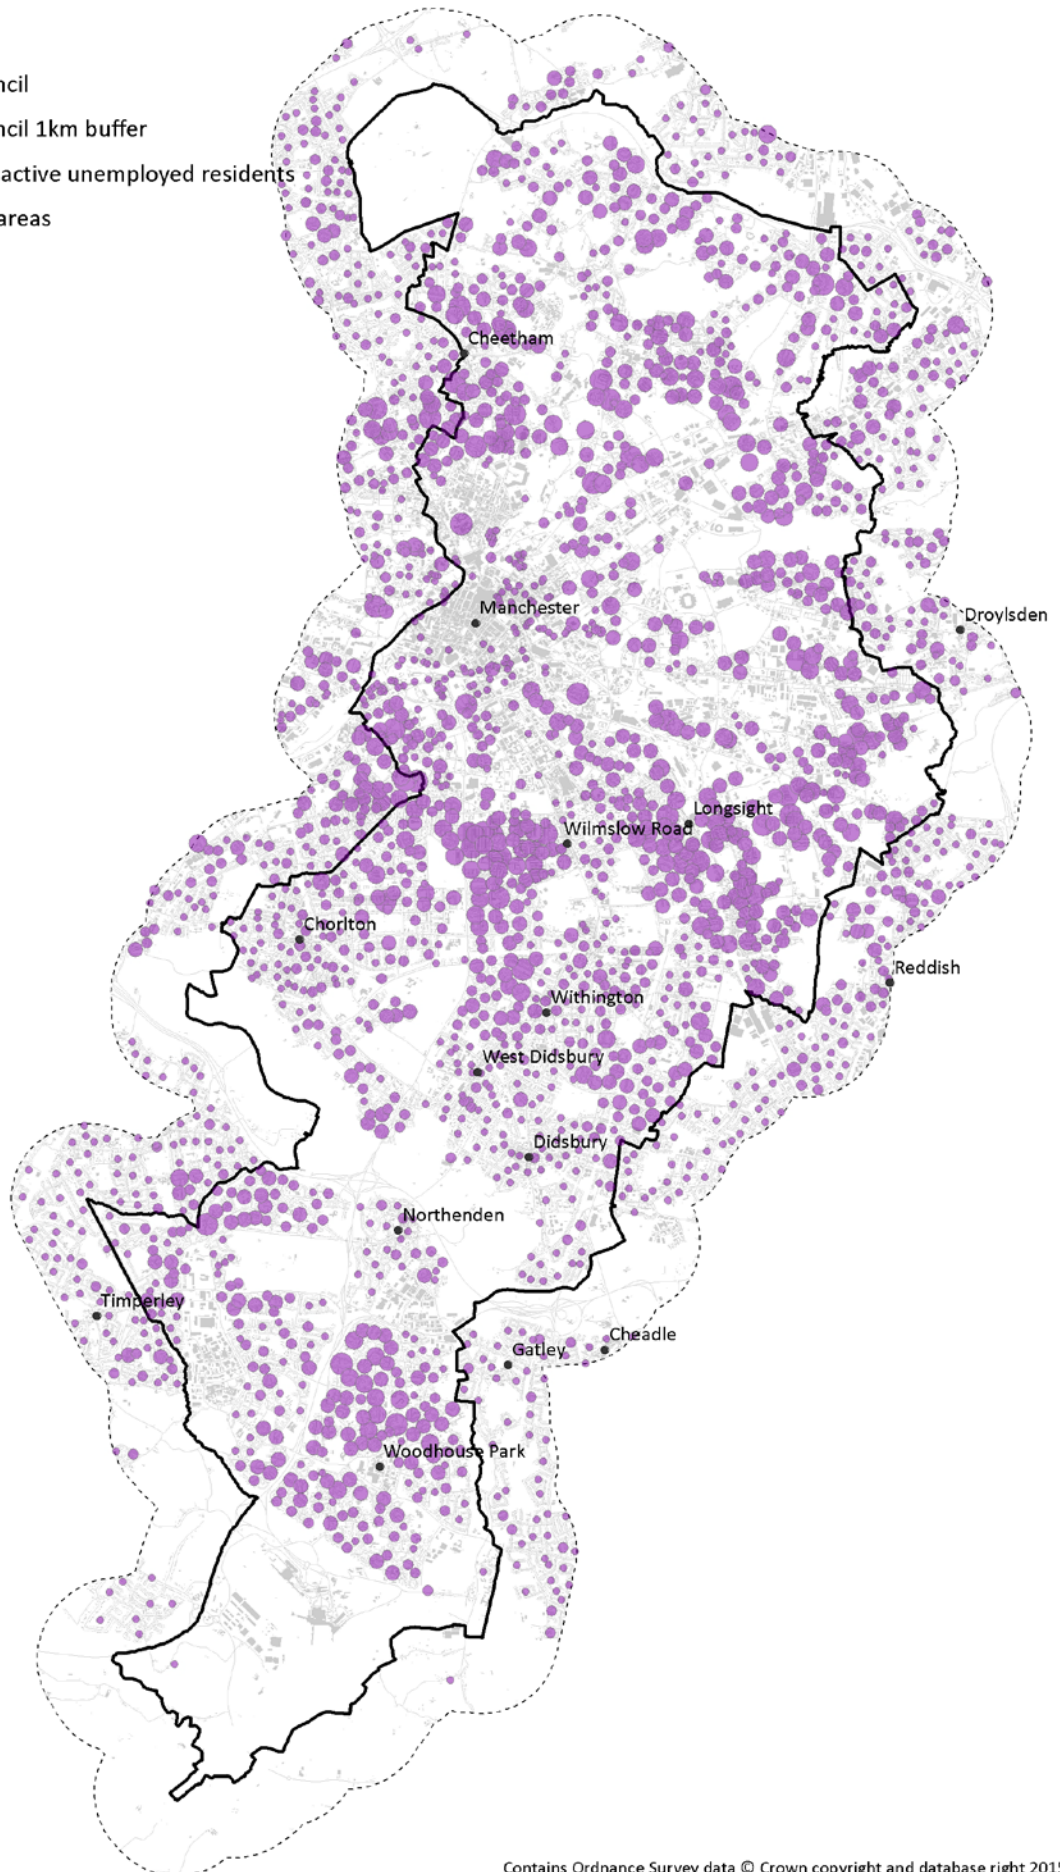 ncil
ncil 1km buffer
active unemployed residents
areas
Cheetham
Manchester
Droylsden
Longsight
Wilmslow Road
Chorlton
Reddish
Withington
West Didsbury
Didsbury
Northenden
Timperley
Cheadle
Gatley
Woodhouse Park
Contains Ordnance Survey data © Crown copyright and database right 2015